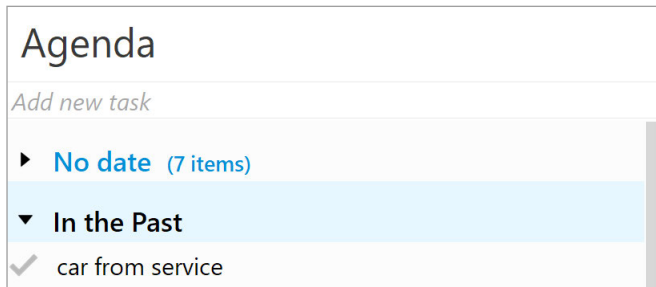 Agenda
Add new task
No date (7 items)
In the Past
car from service